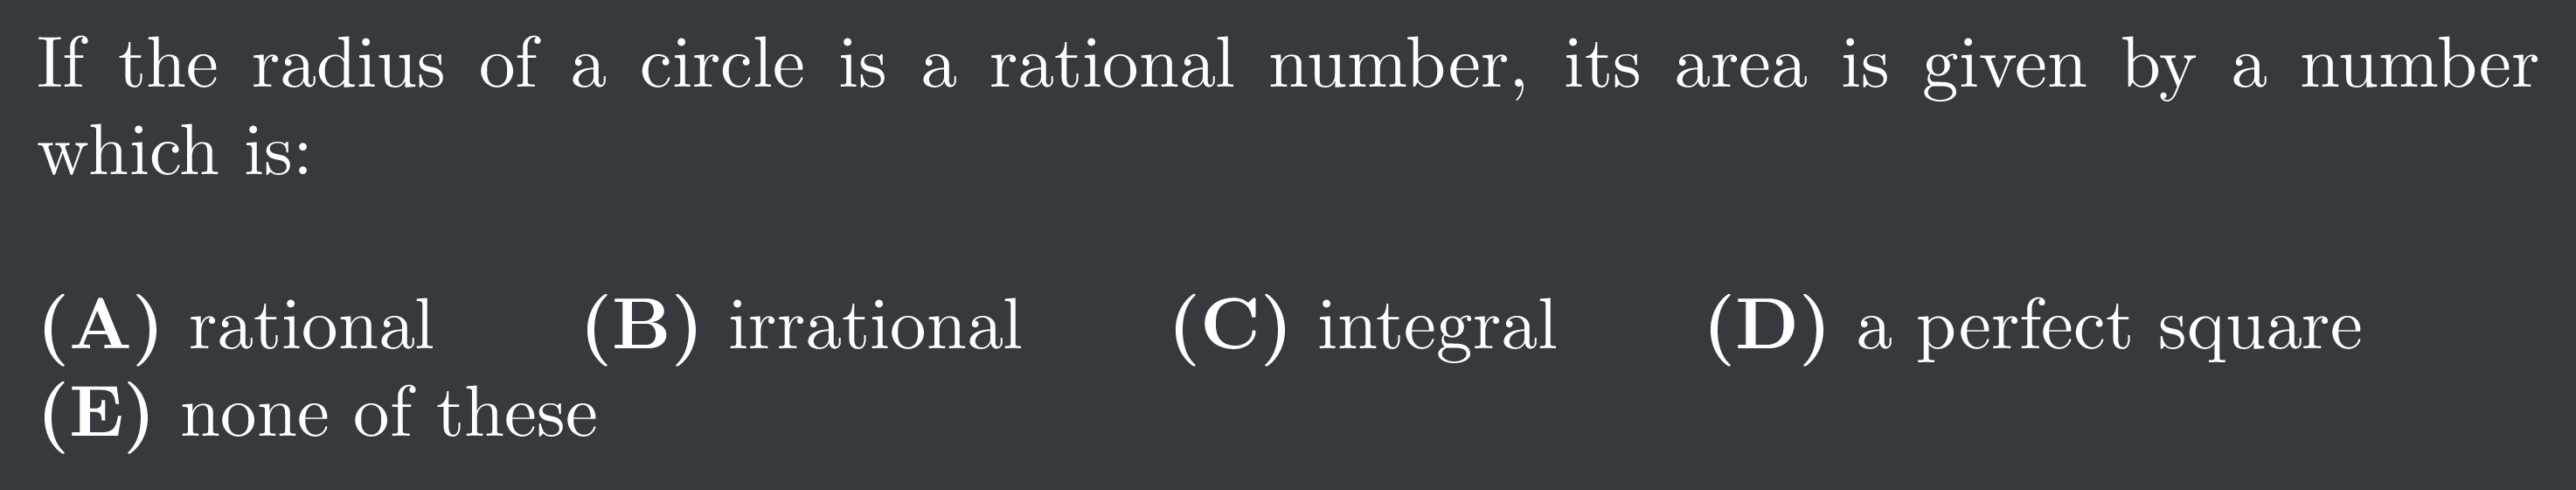 If the radius of a circle is a rational number, its area is given by a number
which is:
(A) rational (B) irrational (C) integral (D) a perfect square
(E) none of these